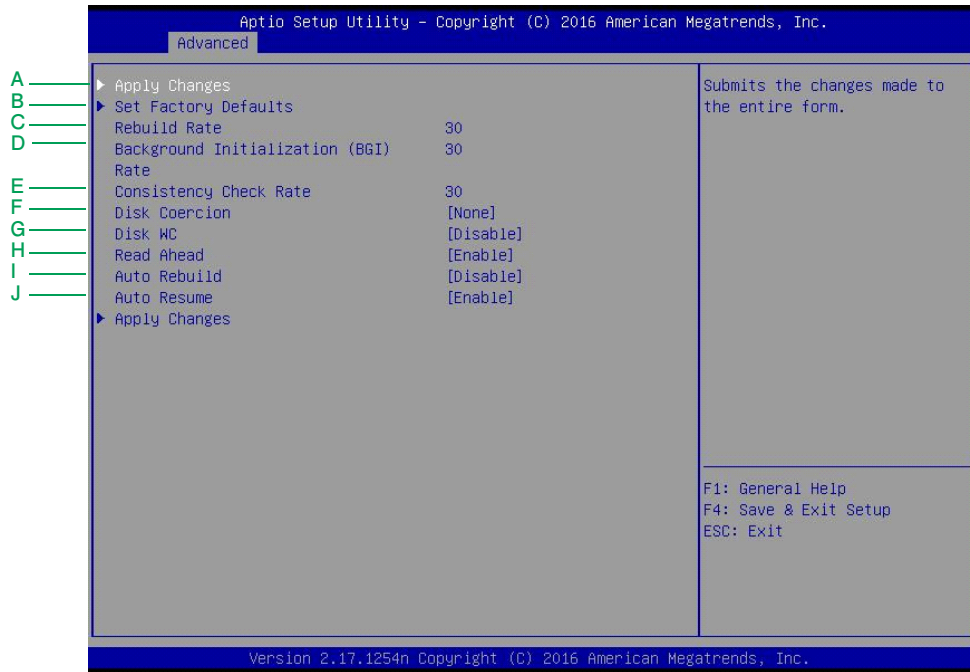 Aptio Setup Utility – Copyright (C) 2016 American Megatrends, Inc.
Advanced
A Apply Changes
B Set Factory Defaults
C Rebuild Rate 30
D Background Initialization (BGI) 30
Rate
E Consistency Check Rate 30
F Disk Coercion [None]
G Disk WC [Disable]
H Read Ahead [Enable]
I Auto Rebuild [Disable]
J Auto Resume [Enable]
Apply Changes
Submits the changes made to
the entire form.
F1: General Help
F4: Save & Exit Setup
ESC: Exit
Version 2.17.1254n Copyright (C) 2016 American Megatrends, Inc.